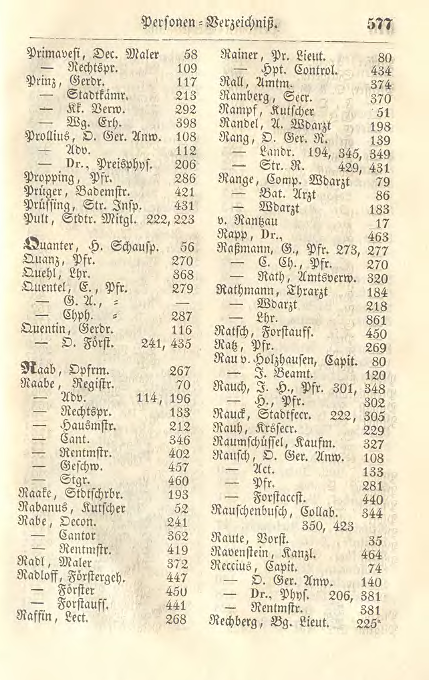 Personen-Verzeichniß. 577
Primavesi, Dec. Maler 58
— Rechtspr. 109
Prinz, Gerdr. 117
— Stadtkämr. 213
— Kk. Verw. 292
— Wg. Erh. 398
Prollius, O. Ger. Anw. 108
— Adv. 112
— Dr., Preisphys. 206
Propping, Pfr. 286
Prüger, Bademstr. 421
Prüssing, Str. Insp. 431
Pult, Stdtr. Mitgl. 222, 223
Quanter, H. Schausp. 56
Quanz, Pfr. 270
Quehl, Lhr. 368
Quentel, C., Pfr. 279
— G. A., = —
— Chph. = 287
Quentin, Gerdr. 116
— O. Först. 241, 435
Raab, Opfrm. 267
Raabe, Registr. 70
— Adv. 114, 196
— Rechtspr. 133
— Hausmstr. 212
— Cant. 346
— Rentmstr. 402
— Geschw. 457
— Stgr. 460
Raake, Stdtschrbr. 193
Rabanus, Kutscher 52
Rabe, Decon. 241
— Cantor 362
— Rentmstr. 419
Radl, Maler 372
Radloff, Förstergeh. 447
— Förster 450
— Forstauff. 441
Raffin, Lect. 268
Rainer, Pr. Lieut. 80
— Hpt. Control. 434
Rall, Amtm. 374
Ramberg, Secr. 370
Rampf, Kutscher 51
Randel, A. Wdarzt 198
Rang, O. Ger. R. 139
— Landr. 194, 345, 349
— Str. R. 429, 431
Range, Comp. Wdarzt 79
— Bat. Arzt 86
— Wdarzt 183
v. Rantzau 17
Rapp, Dr., 463
Raßmann, G., Pfr. 273, 277
— C. Ch., Pfr. 270
— Rath, Amtsverw. 320
Rathmann, Thrarzt 184
— Wdarzt 218
— Lhr. 361
Ratsch, Forstauff. 450
Ratz, Pfr. 269
Rau v. Holzhausen, Capit. 80
— J. Beamt. 120
Rauch, J. H., Pfr. 301, 348
— H., Pfr. 302
Rauck, Stadtsecr. 222, 305
Rauh, Krssecr. 229
Raumschüssel, Kaufm. 327
Rausch, O. Ger. Anw. 108
— Act. 133
— Pfr. 281
— Forstaccst. 440
Rauschenbusch, Collab. 344
350, 423
Raute, Vorst. 35
Ravenstein, Kanzl. 464
Reccius, Capit. 74
— O. Ger. Anw. 140
— Dr., Phys. 206, 381
— Rentmstr. 381
Rechberg, Bg. Lieut. 225ᵃ